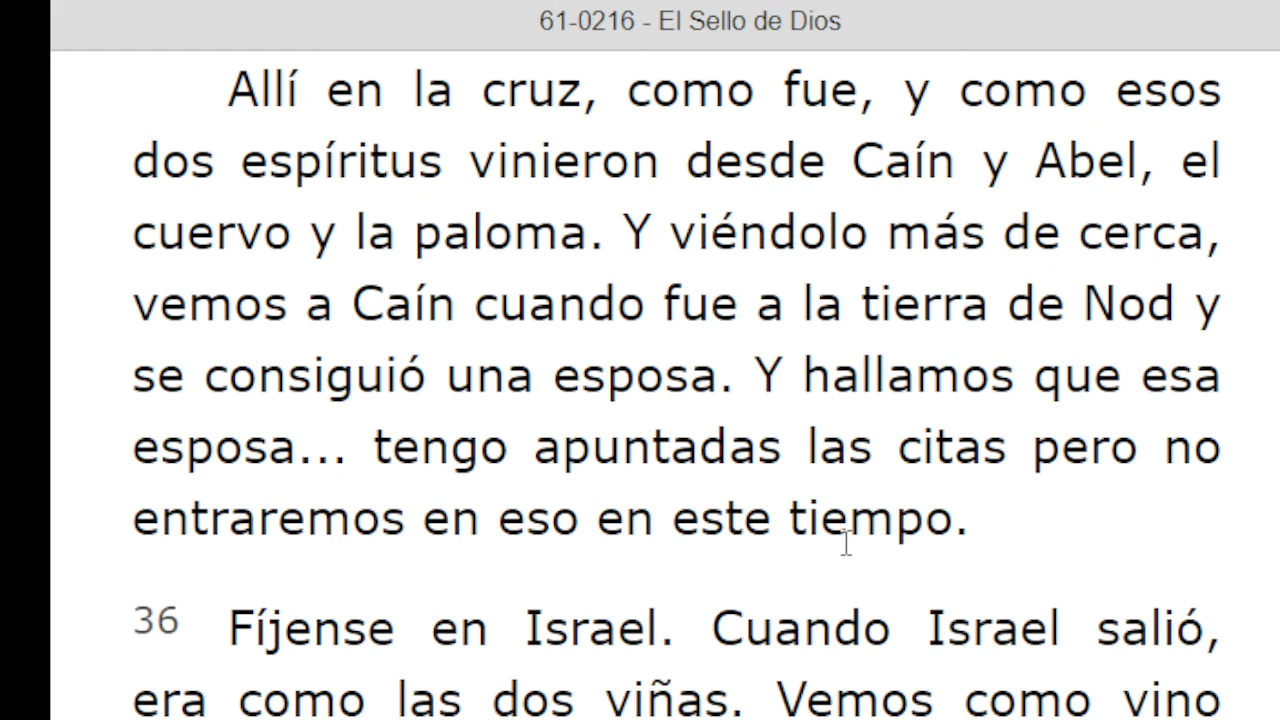 61-0216 - El Sello de Dios
Allí en la cruz, como fue, y como esos
dos espíritus vinieron desde Caín y Abel, el
cuervo y la paloma. Y viéndolo más de cerca,
vemos a Caín cuando fue a la tierra de Nod y
se consiguió una esposa. Y hallamos que esa
esposa... tengo apuntadas las citas pero no
entraremos en eso en este tiempo.
36 Fíjense en Israel. Cuando Israel salió,
era como las dos viñas. Vemos como vino